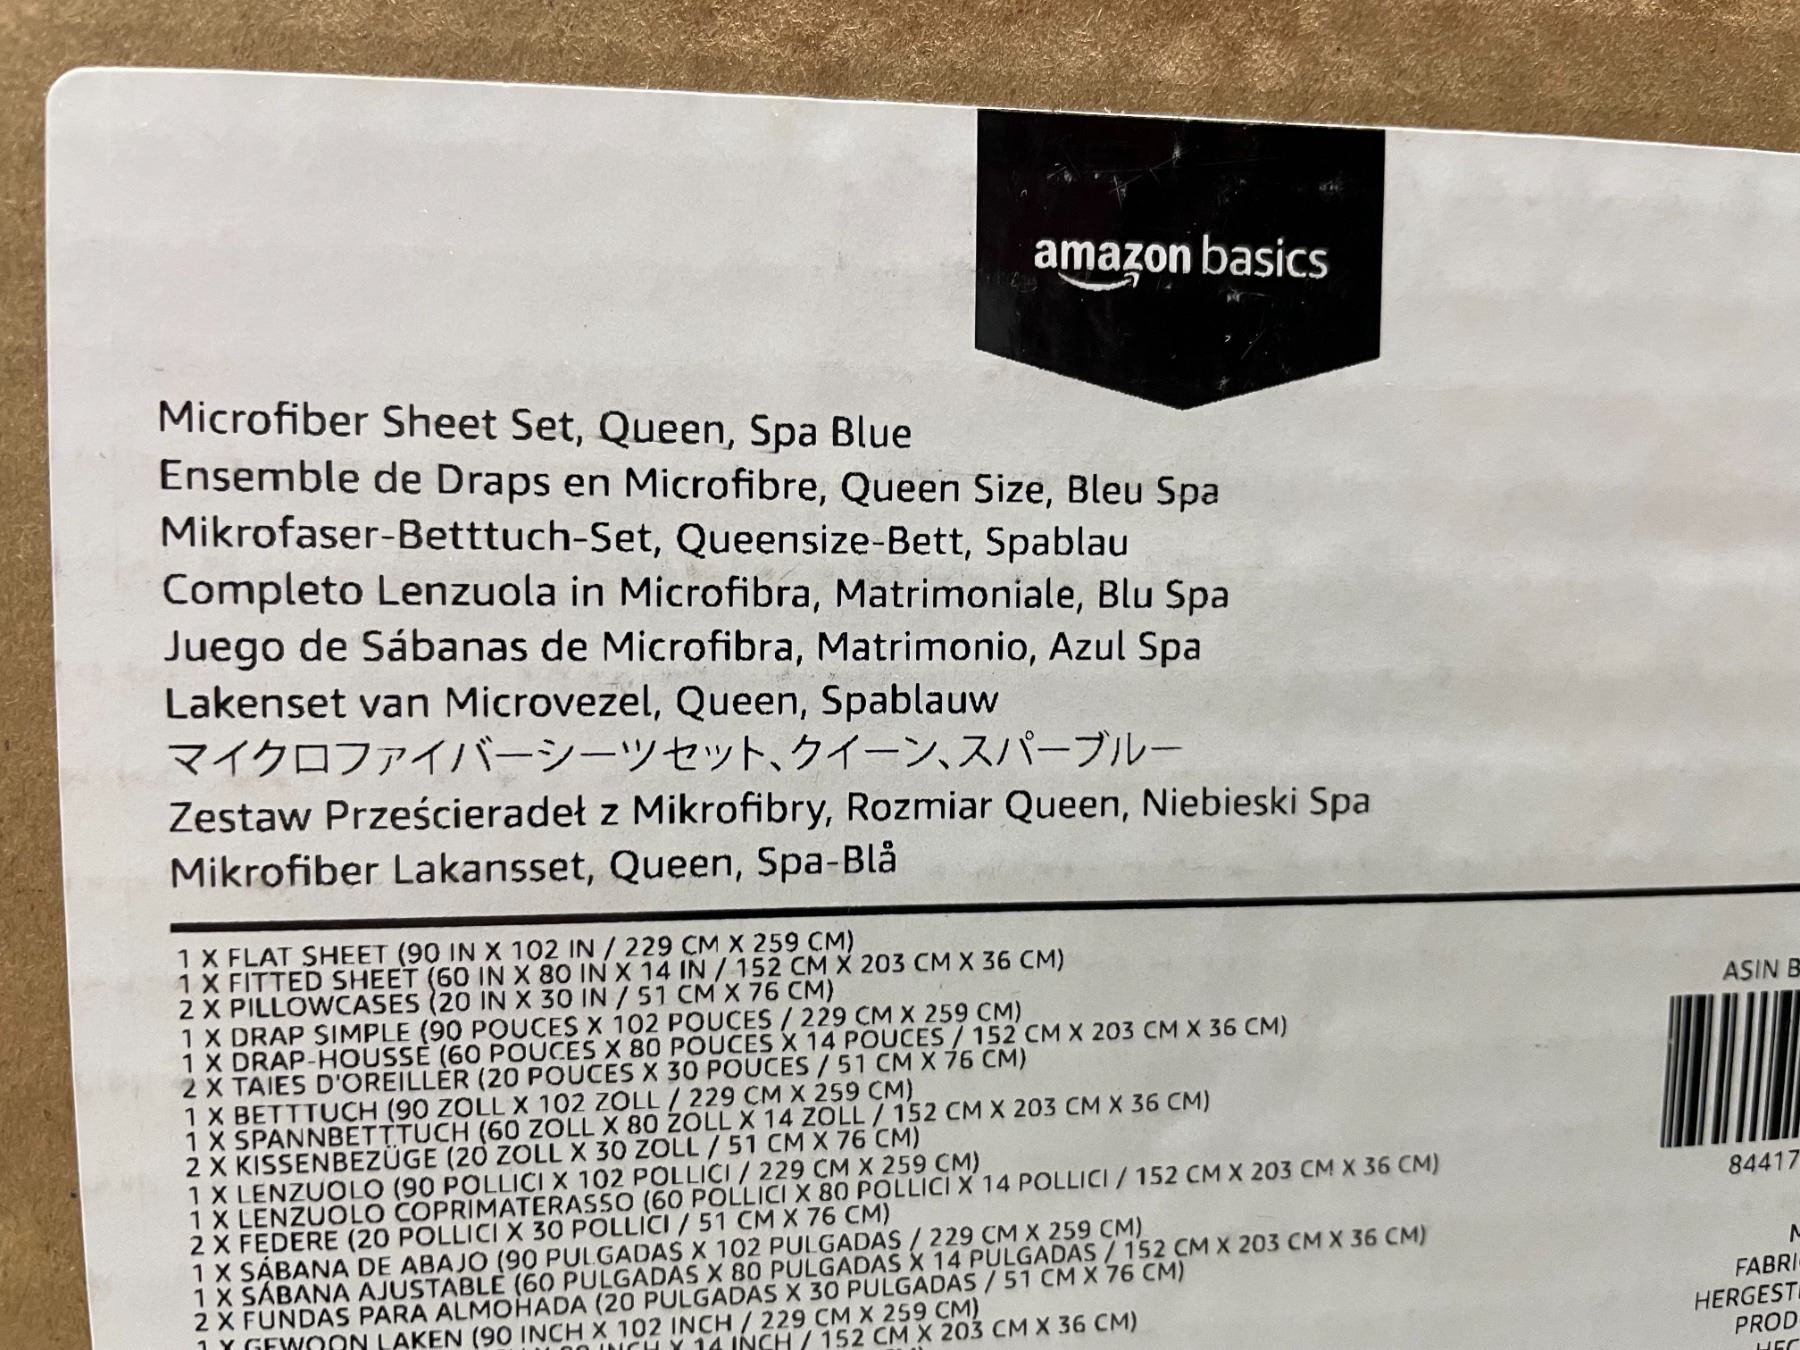 amazon basics
Microfiber Sheet Set, Queen, Spa Blue
Ensemble de Draps en Microfibre, Queen Size, Bleu Spa
Mikrofaser-Betttuch-Set, Queensize-Bett, Spablau
Completo Lenzuola in Microfibra, Matrimoniale, Blu Spa
Juego de Sábanas de Microfibra, Matrimonio, Azul Spa
Lakenset van Microvezel, Queen, Spablauw
マイクロファイバーシーツセット、クイーン、スパーブルー
Zestaw Prześcieradeł z Mikrofibry, Rozmiar Queen, Niebieski Spa
Mikrofiber Lakansset, Queen, Spa-Blå
1 X FLAT SHEET (90 IN X 102 IN / 229 CM X 259 CM)
1 X FITTED SHEET (60 IN X 80 IN X 14 IN / 152 CM X 203 CM X 36 CM)
2 X PILLOWCASES (20 IN X 30 IN / 51 CM X 76 CM)
1 X DRAP SIMPLE (90 POUCES X 102 POUCES / 229 CM X 259 CM)
1 X DRAP-HOUSSE (60 POUCES X 80 POUCES X 14 POUCES / 152 CM X 203 CM X 36 CM)
2 X TAIES D'OREILLER (20 POUCES X 30 POUCES / 51 CM X 76 CM)
1 X BETTTUCH (90 ZOLL X 102 ZOLL / 229 CM X 259 CM)
1 X SPANNBETTTUCH (60 ZOLL X 80 ZOLL X 14 ZOLL / 152 CM X 203 CM X 36 CM)
2 X KISSENBEZÜGE (20 ZOLL X 30 ZOLL / 51 CM X 76 CM)
1 X LENZUOLO (90 POLLICI X 102 POLLICI / 229 CM X 259 CM)
1 X LENZUOLO COPRIMATERASSO (60 POLLICI X 80 POLLICI X 14 POLLICI / 152 CM X 203 CM X 36 CM)
2 X FEDERE (20 POLLICI X 30 POLLICI / 51 CM X 76 CM)
1 X SÁBANA DE ABAJO (90 PULGADAS X 102 PULGADAS / 229 CM X 259 CM)
1 X SÁBANA AJUSTABLE (60 PULGADAS X 80 PULGADAS X 14 PULGADAS / 152 CM X 203 CM X 36 CM)
2 X FUNDAS PARA ALMOHADA (20 PULGADAS X 30 PULGADAS / 51 CM X 76 CM)
1 X GEWOON LAKEN (90 INCH X 102 INCH / 229 CM X 259 CM)
X 14 INCH / 152 CM X 203 CM X 36 CM)
ASIN B
84417
FABRI
HERGEST
PROD